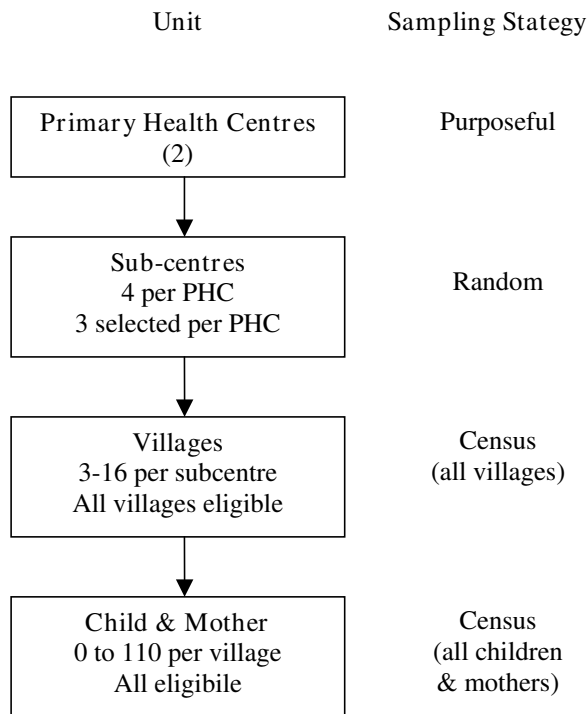 Unit Sampling Stategy
Primary Health Centres
(2)
Purposeful
Sub-centres
4 per PHC
3 selected per PHC
Random
Villages
3-16 per subcentre
All villages eligible
Census
(all villages)
Child & Mother
0 to 110 per village
All eligibile
Census
(all children
& mothers)